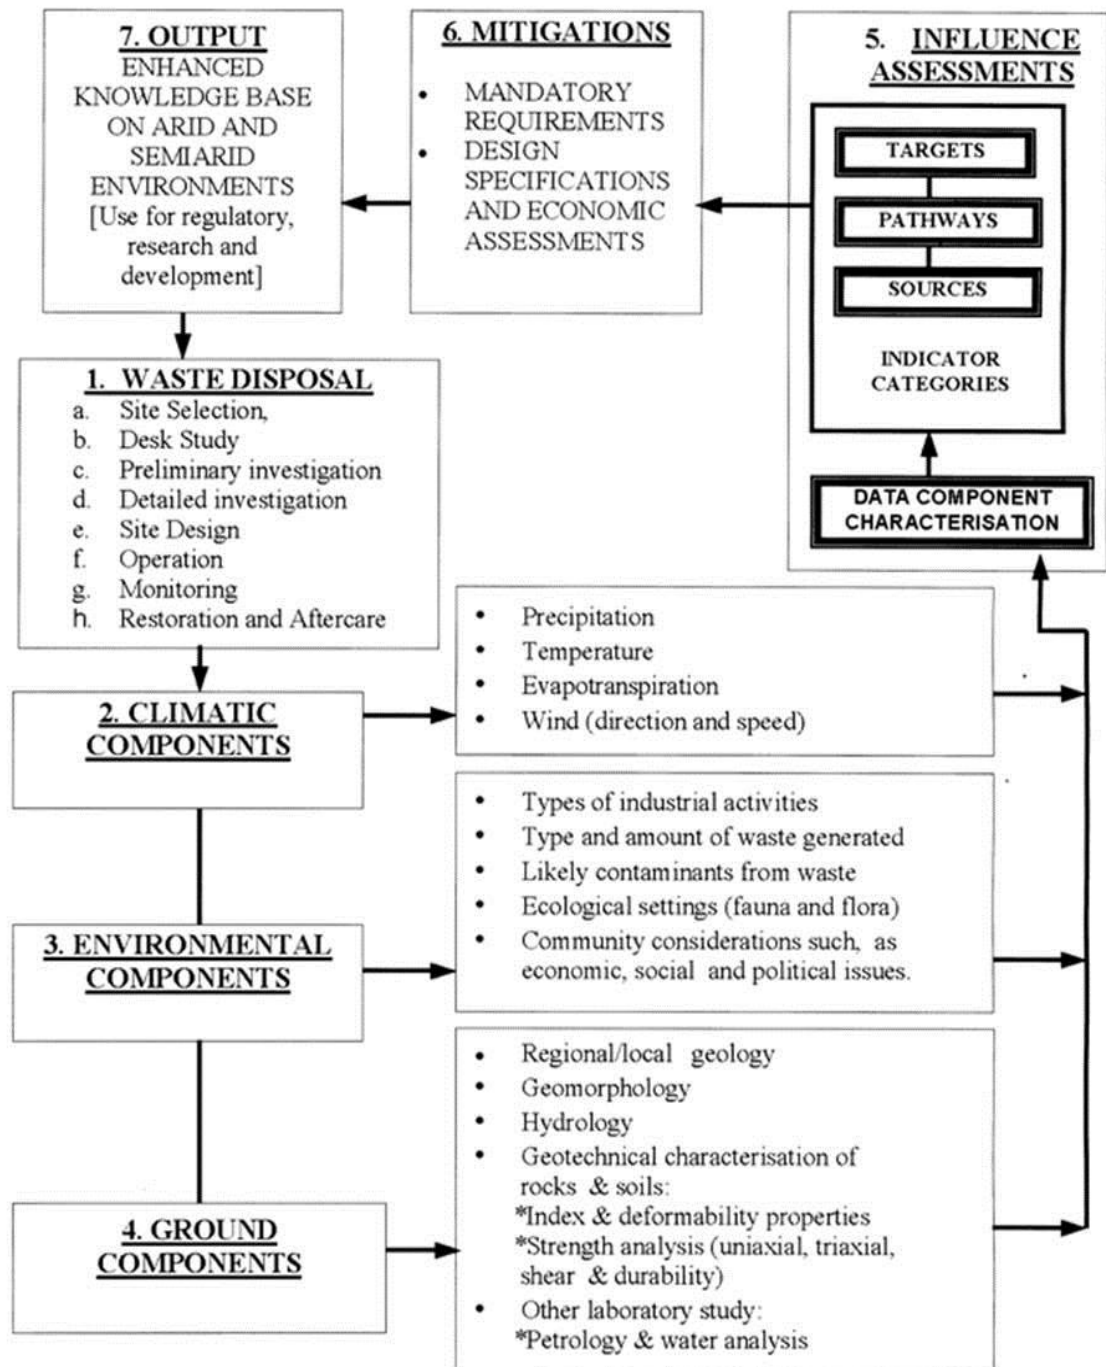 7. OUTPUT
ENHANCED
KNOWLEDGE BASE
ON ARID AND
SEMIARID
ENVIRONMENTS
[Use for regulatory,
research and
development]
6. MITIGATIONS
• MANDATORY
REQUIREMENTS
• DESIGN
SPECIFICATIONS
AND ECONOMIC
ASSESSMENTS
5. INFLUENCE
ASSESSMENTS
TARGETS
PATHWAYS
SOURCES
INDICATOR
CATEGORIES
DATA COMPONENT
CHARACTERISATION
1. WASTE DISPOSAL
a. Site Selection,
b. Desk Study
c. Preliminary investigation
d. Detailed investigation
e. Site Design
f. Operation
g. Monitoring
h. Restoration and Aftercare
2. CLIMATIC
COMPONENTS
• Precipitation
• Temperature
• Evapotranspiration
• Wind (direction and speed)
3. ENVIRONMENTAL
COMPONENTS
• Types of industrial activities
• Type and amount of waste generated
• Likely contaminants from waste
• Ecological settings (fauna and flora)
• Community considerations such, as
economic, social and political issues.
4. GROUND
COMPONENTS
• Regional/local geology
• Geomorphology
• Hydrology
• Geotechnical characterisation of
rocks & soils:
*Index & deformability properties
*Strength analysis (uniaxial, triaxial,
shear & durability)
• Other laboratory study:
*Petrology & water analysis